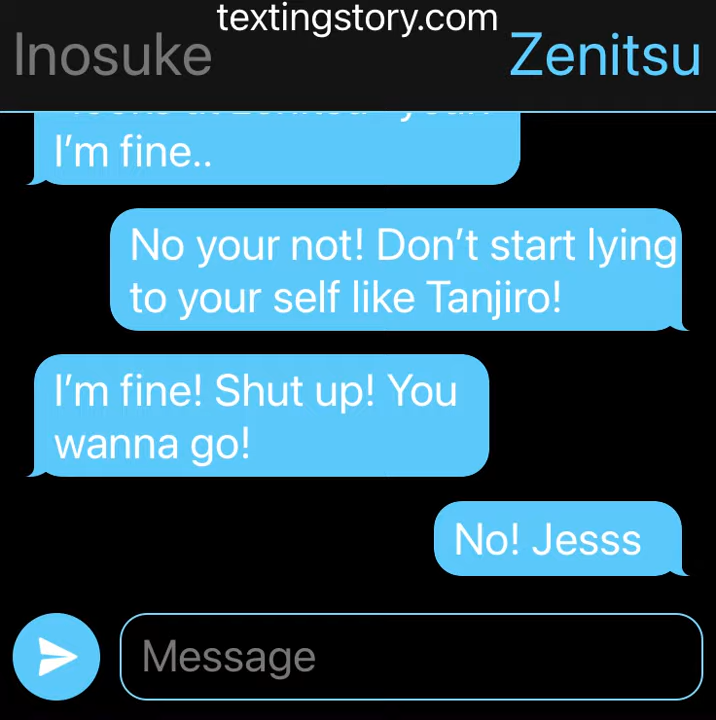 textingstory.com
Inosuke
Zenitsu
I'm fine..
No your not! Don't start lying
to your self like Tanjiro!
I'm fine! Shut up! You
wanna go!
No! Jesss
Message